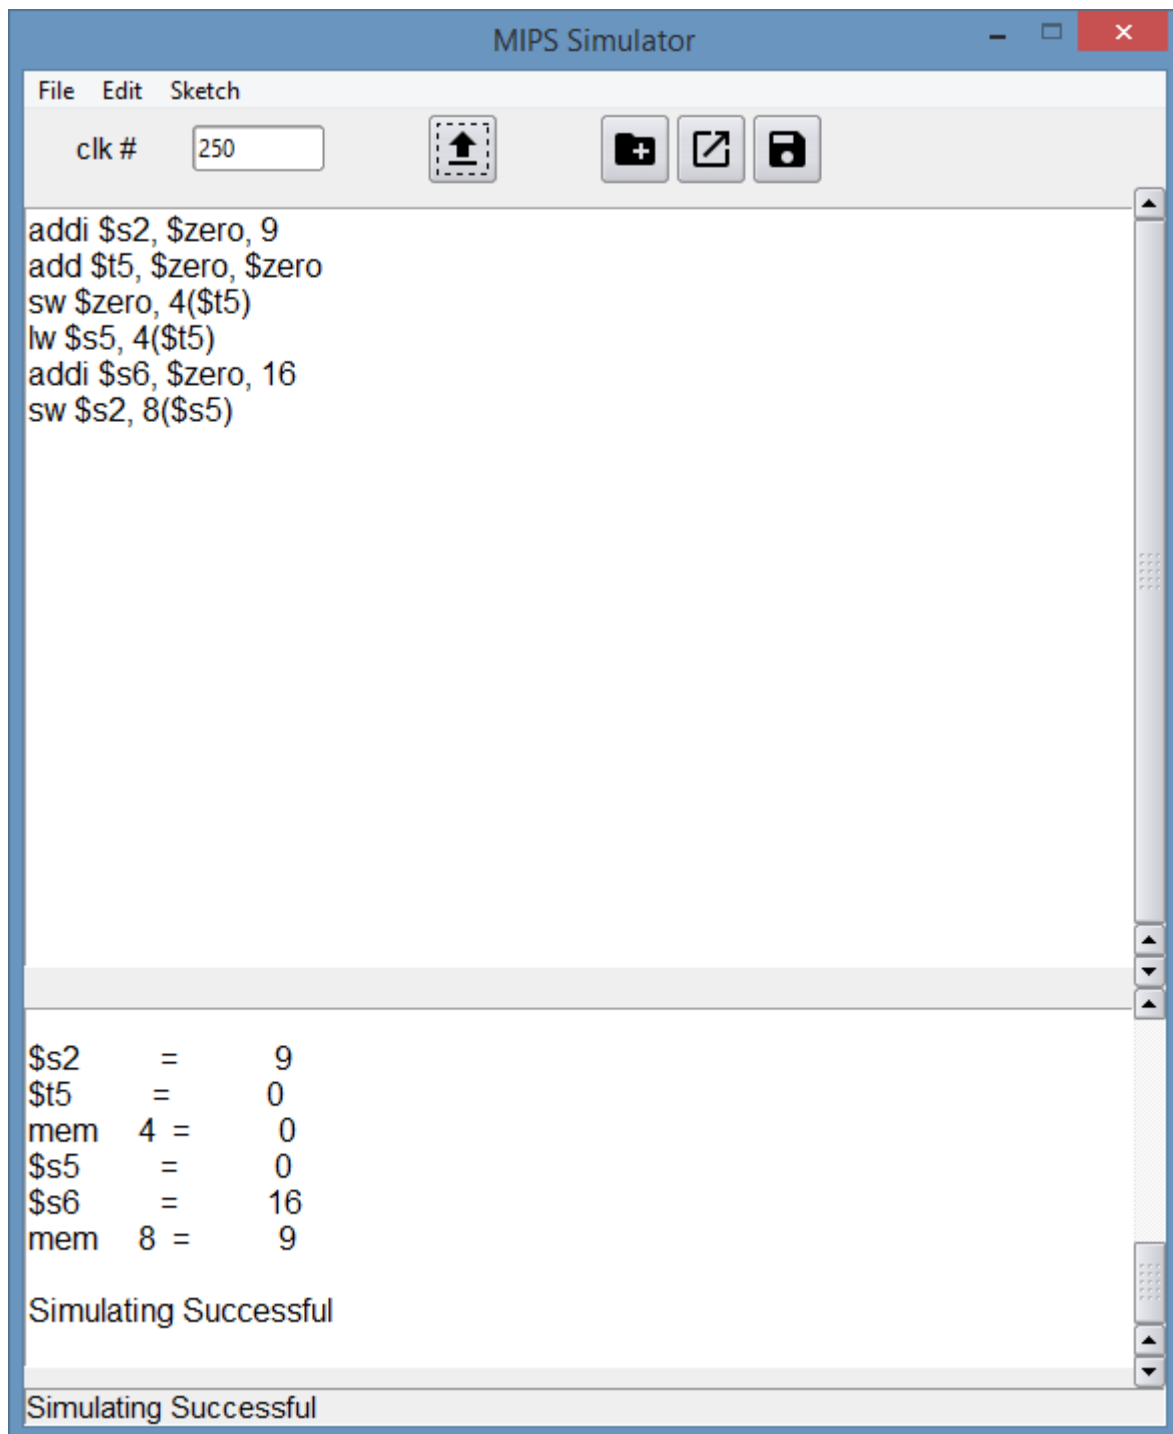 MIPS Simulator
File Edit Sketch
clk # 250
addi $s2, $zero, 9
add $t5, $zero, $zero
sw $zero, 4($t5)
lw $s5, 4($t5)
addi $s6, $zero, 16
sw $s2, 8($s5)
$s2 = 9
$t5 = 0
mem 4 = 0
$s5 = 0
$s6 = 16
mem 8 = 9
Simulating Successful
Simulating Successful